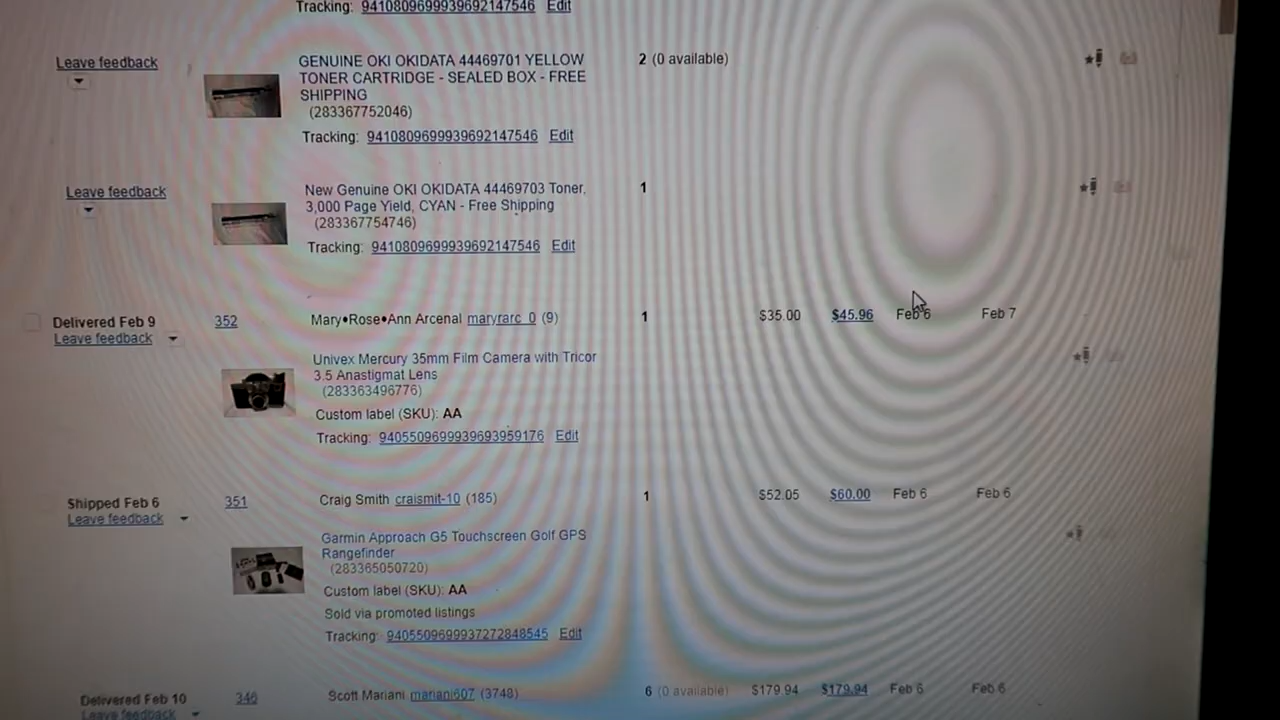 Tracking: 9410809699939692147546 Edit
Leave feedback
GENUINE OKI OKIDATA 44469701 YELLOW
TONER CARTRIDGE - SEALED BOX - FREE
SHIPPING
(283367752046)
2 (0 available)
Tracking: 9410809699939692147546 Edit
Leave feedback
New Genuine OKI OKIDATA 44469703 Toner,
3,000 Page Yield, CYAN - Free Shipping
(283367754746)
1
Tracking: 9410809699939692147546 Edit
Delivered Feb 9 352 Mary•Rose•Ann Arcenal maryrarc_0 (9) 1 $35.00 $45.96 Feb 6 Feb 7
Leave feedback
Univex Mercury 35mm Film Camera with Tricor
3.5 Anastigmat Lens
(283363496776)
Custom label (SKU): AA
Tracking: 9405509699939693959176 Edit
Shipped Feb 6 351 Craig Smith craismit-10 (185) 1 $52.05 $60.00 Feb 6 Feb 6
Leave feedback
Garmin Approach G5 Touchscreen Golf GPS
Rangefinder
(283365050720)
Custom label (SKU): AA
Sold via promoted listings
Tracking: 9405509699937272848545 Edit
Delivered Feb 10 346 Scott Mariani mariani607 (3748) 6 (0 available) $179.94 $179.94 Feb 6 Feb 6
Leave feedback